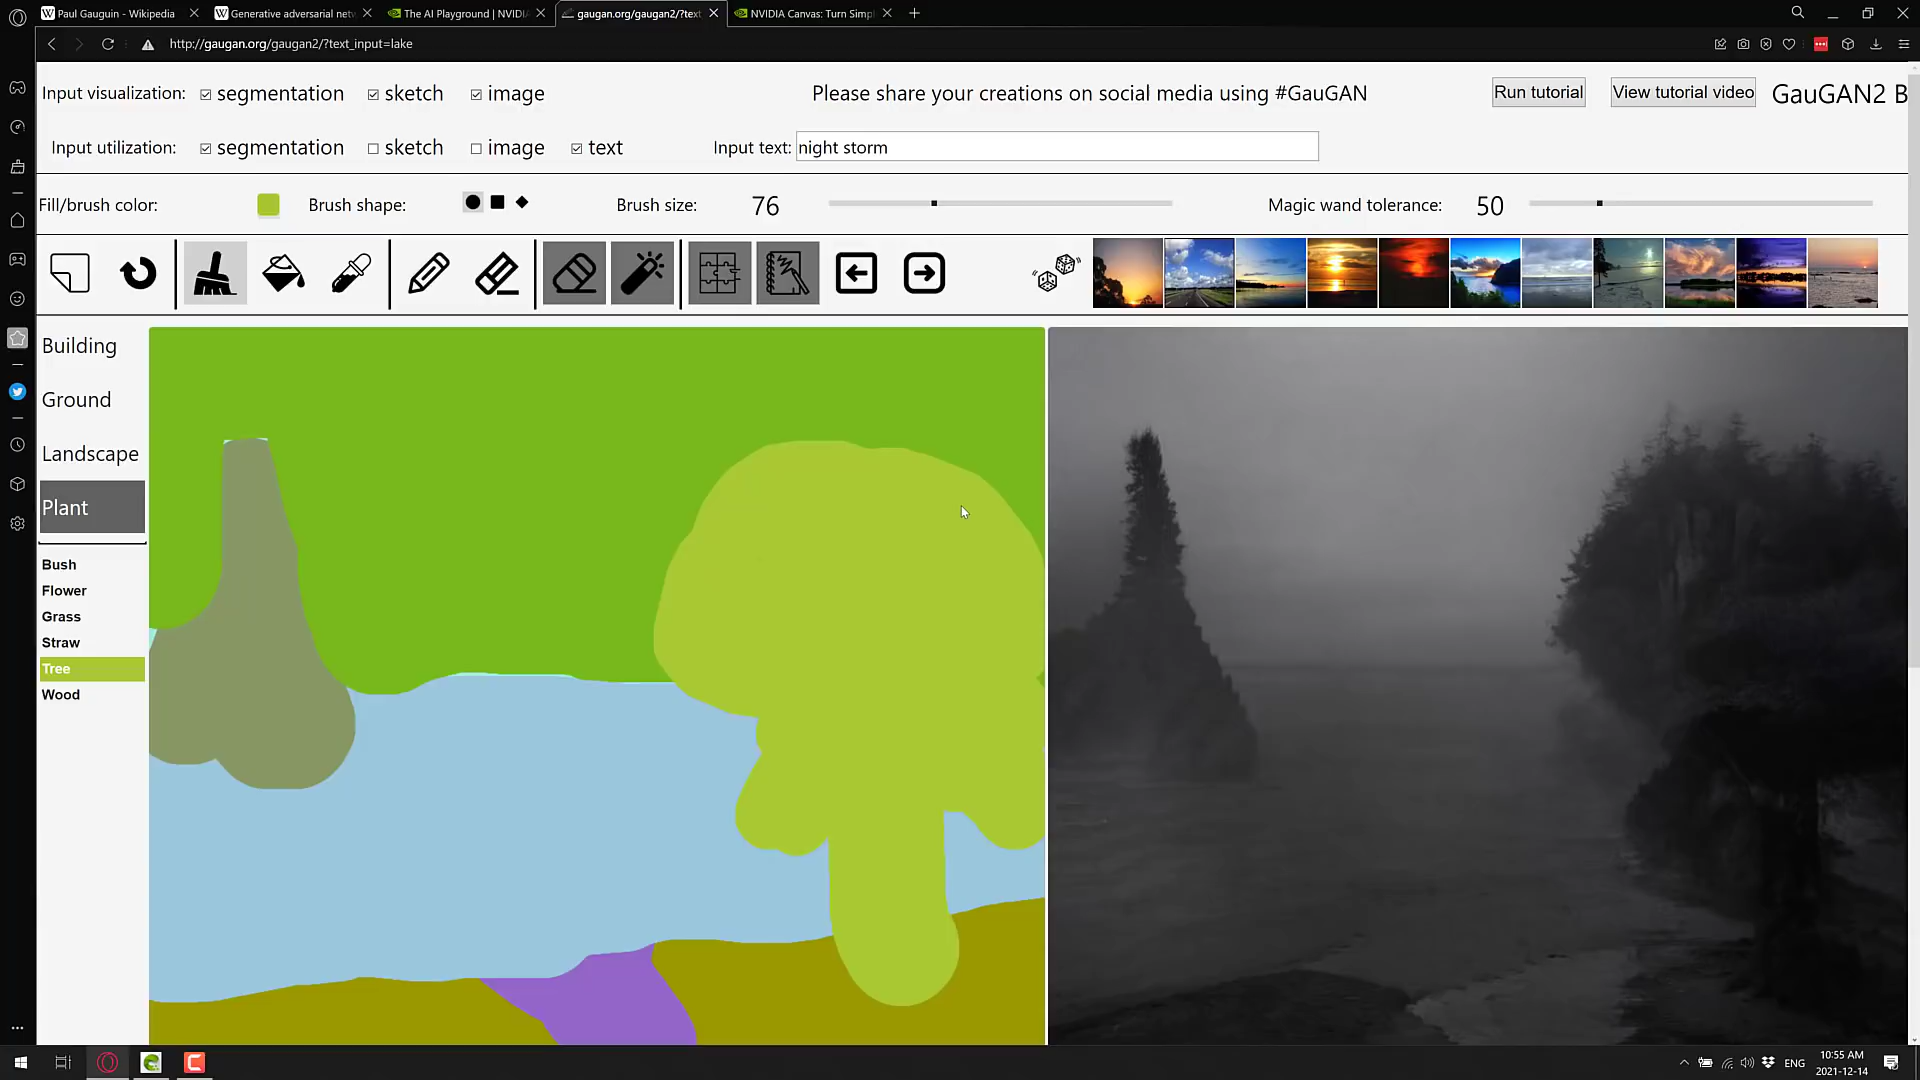 Paul Gauguin - Wikipedia
Generative adversarial netw
The AI Playground | NVIDIA
gaugan.org/gaugan2/?text
NVIDIA Canvas: Turn Simpl
http://gaugan.org/gaugan2/?text_input=lake
Input visualization: segmentation sketch image
Please share your creations on social media using #GauGAN
Run tutorial
View tutorial video
GauGAN2 B
Input utilization: segmentation sketch image text
Input text: night storm
Fill/brush color:
Brush shape:
Brush size: 76
Magic wand tolerance: 50
Building
Ground
Landscape
Plant
Bush
Flower
Grass
Straw
Tree
Wood
ENG
10:55 AM
2021-12-14